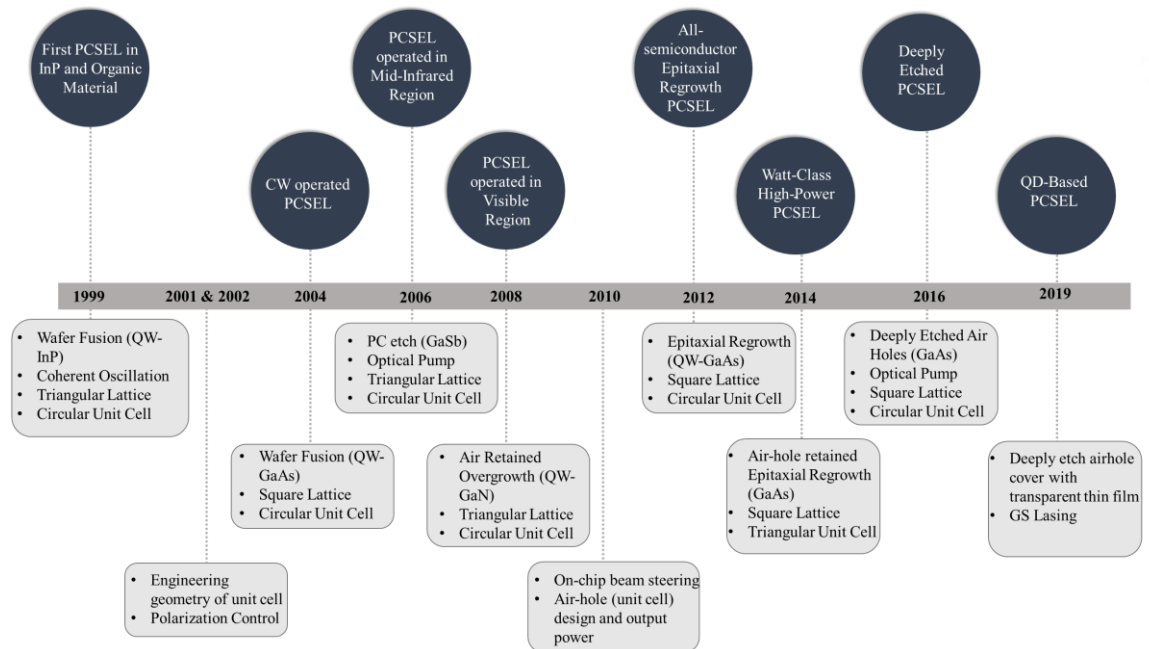 First PCSEL in
InP and Organic
Material
PCSEL
operated in
Mid-Infrared
Region
All-
semiconductor
Epitaxial
Regrowth
PCSEL
Deeply
Etched
PCSEL
CW operated
PCSEL
PCSEL
operated in
Visible
Region
Watt-Class
High-Power
PCSEL
QD-Based
PCSEL
1999
2001 & 2002
2004
2006
2008
2010
2012
2014
2016
2019
• Wafer Fusion (QW-
InP)
• Coherent Oscillation
• Triangular Lattice
• Circular Unit Cell
• PC etch (GaSb)
• Optical Pump
• Triangular Lattice
• Circular Unit Cell
• Epitaxial Regrowth
(QW-GaAs)
• Square Lattice
• Circular Unit Cell
• Deeply Etched Air
Holes (GaAs)
• Optical Pump
• Square Lattice
• Circular Unit Cell
• Wafer Fusion (QW-
GaAs)
• Square Lattice
• Circular Unit Cell
• Air Retained
Overgrowth (QW-
GaN)
• Triangular Lattice
• Circular Unit Cell
• Air-hole retained
Epitaxial Regrowth
(GaAs)
• Square Lattice
• Triangular Unit Cell
• Deeply etch airhole
cover with
transparent thin film
• GS Lasing
• Engineering
geometry of unit cell
• Polarization Control
• On-chip beam steering
• Air-hole (unit cell)
design and output
power